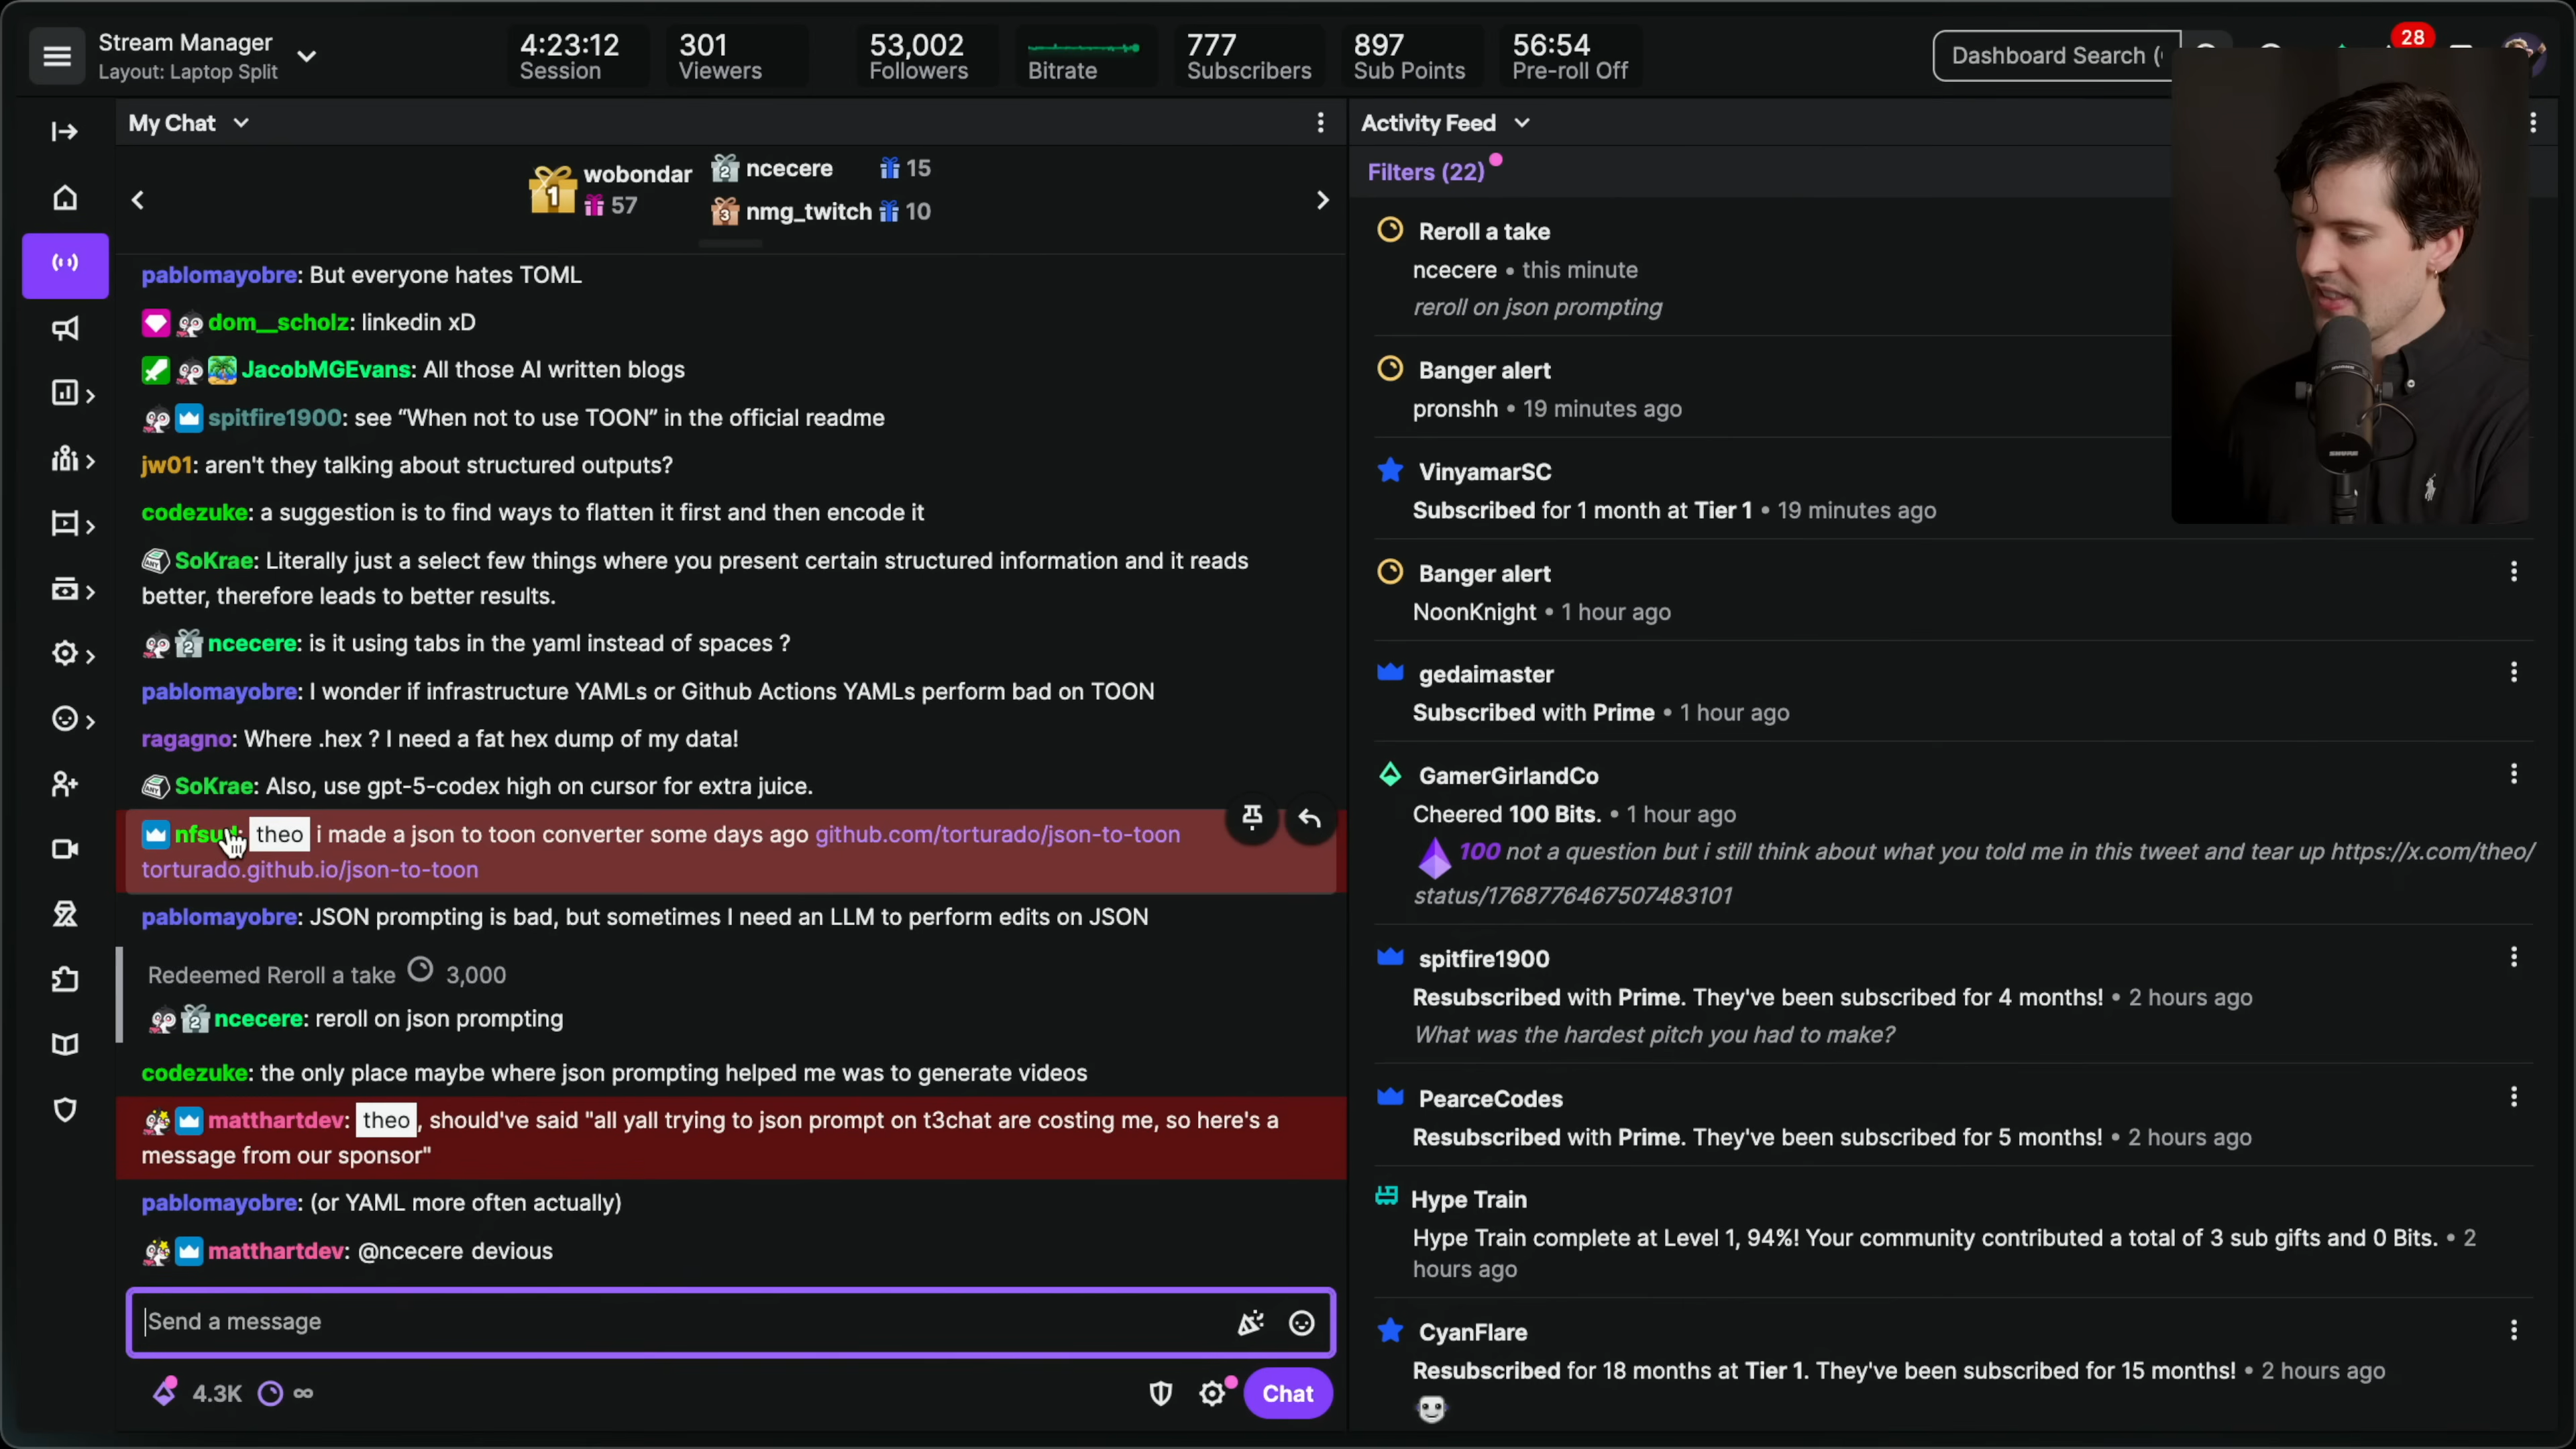 Stream Manager
Layout: Laptop Split
4:23:12
Session
301
Viewers
53,002
Followers
Bitrate
777
Subscribers
897
Sub Points
56:54
Pre-roll Off
Dashboard Search (
28
My Chat
1
wobondar
57
2
ncecere
15
3
nmg_twitch
10
pablomayobre: But everyone hates TOML
dom__scholz: linkedin xD
JacobMGEvans: All those AI written blogs
spitfire1900: see “When not to use TOON” in the official readme
jw01: aren't they talking about structured outputs?
codezuke: a suggestion is to find ways to flatten it first and then encode it
SoKrae: Literally just a select few things where you present certain structured information and it reads
better, therefore leads to better results.
2 ncecere: is it using tabs in the yaml instead of spaces ?
pablomayobre: I wonder if infrastructure YAMLs or Github Actions YAMLs perform bad on TOON
ragagno: Where .hex ? I need a fat hex dump of my data!
SoKrae: Also, use gpt-5-codex high on cursor for extra juice.
theo i made a json to toon converter some days ago github.com/torturado/json-to-toon
torturado.github.io/json-to-toon
pablomayobre: JSON prompting is bad, but sometimes I need an LLM to perform edits on JSON
Redeemed Reroll a take 3,000
2 ncecere: reroll on json prompting
codezuke: the only place maybe where json prompting helped me was to generate videos
matthartdev: theo, should've said "all yall trying to json prompt on t3chat are costing me, so here's a
message from our sponsor"
pablomayobre: (or YAML more often actually)
matthartdev: @ncecere devious
Send a message
4.3K ∞
Chat
Activity Feed
Filters (22)
Reroll a take
ncecere • this minute
reroll on json prompting
Banger alert
pronshh • 19 minutes ago
VinyamarSC
Subscribed for 1 month at Tier 1 • 19 minutes ago
Banger alert
NoonKnight • 1 hour ago
gedaimaster
Subscribed with Prime • 1 hour ago
GamerGirlandCo
Cheered 100 Bits. • 1 hour ago
100 not a question but i still think about what you told me in this tweet and tear up https://x.com/theo/
status/1768776467507483101
spitfire1900
Resubscribed with Prime. They've been subscribed for 4 months! • 2 hours ago
What was the hardest pitch you had to make?
PearceCodes
Resubscribed with Prime. They've been subscribed for 5 months! • 2 hours ago
Hype Train
Hype Train complete at Level 1, 94%! Your community contributed a total of 3 sub gifts and 0 Bits. • 2
hours ago
CyanFlare
Resubscribed for 18 months at Tier 1. They've been subscribed for 15 months! • 2 hours ago
SHURE